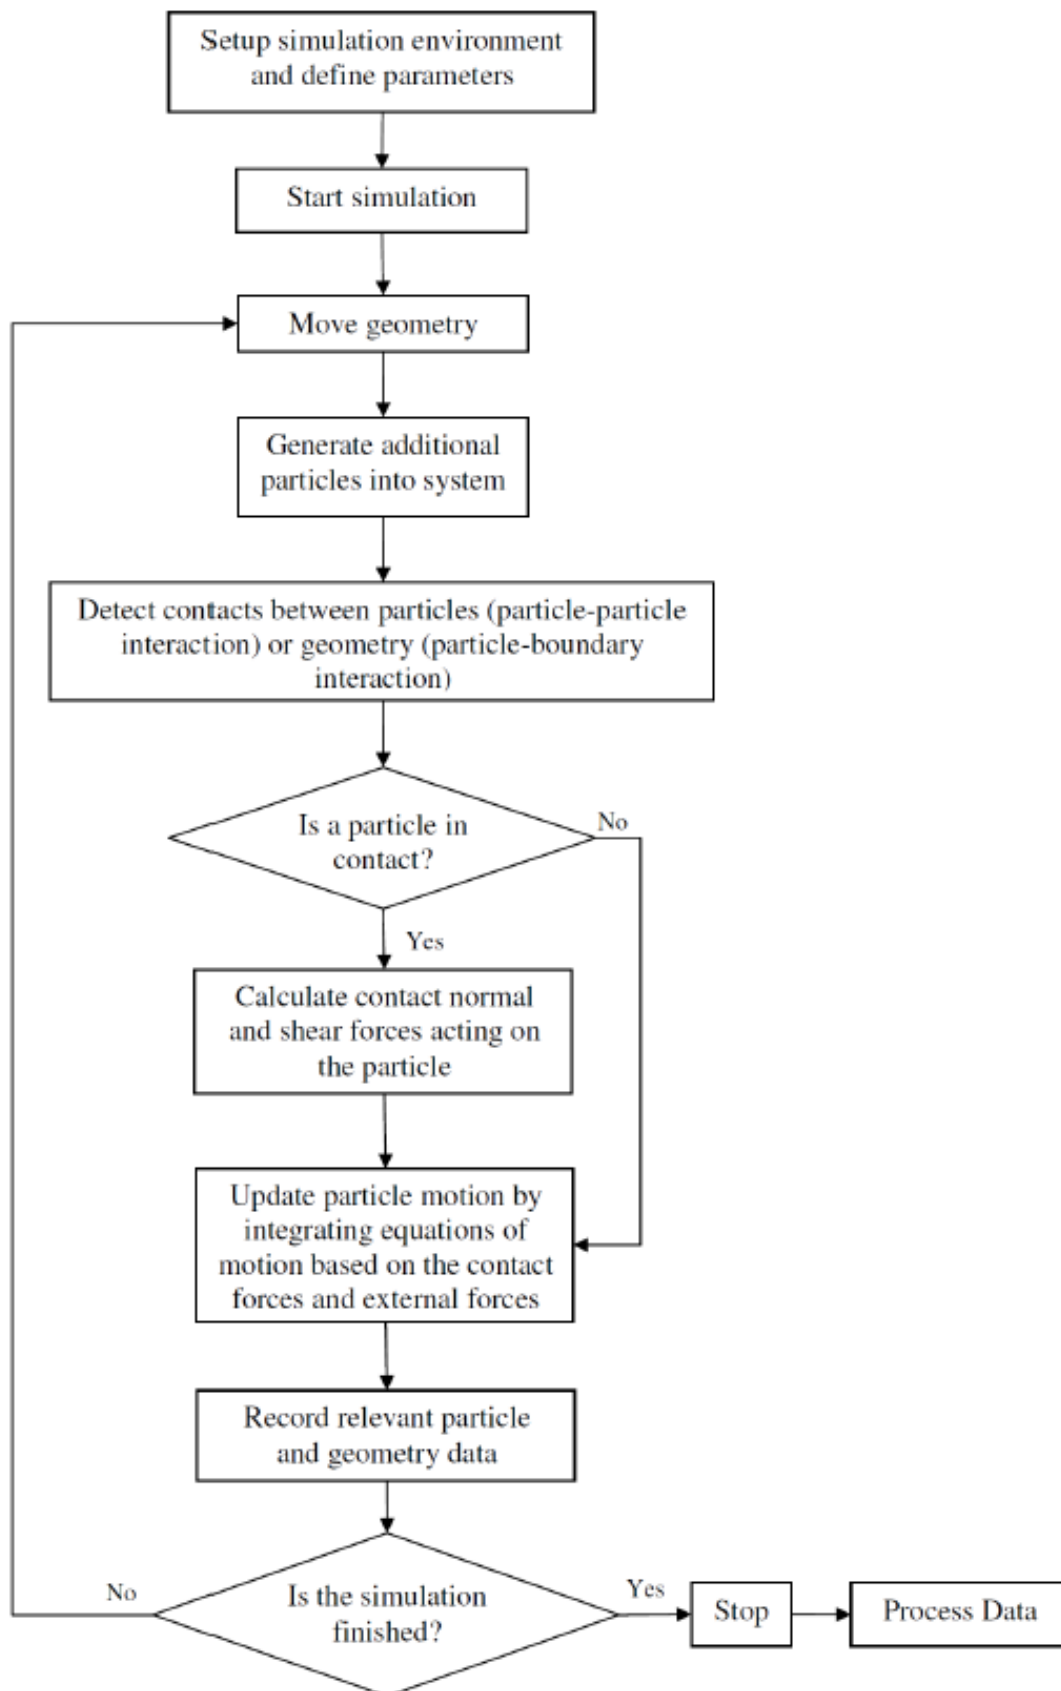 Setup simulation environment
and define parameters
Start simulation
Move geometry
Generate additional
particles into system
Detect contacts between particles (particle-particle
interaction) or geometry (particle-boundary
interaction)
Is a particle in
contact?
No
Yes
Calculate contact normal
and shear forces acting on
the particle
Update particle motion by
integrating equations of
motion based on the contact
forces and external forces
Record relevant particle
and geometry data
No
Is the simulation
finished?
Yes
Stop
Process Data